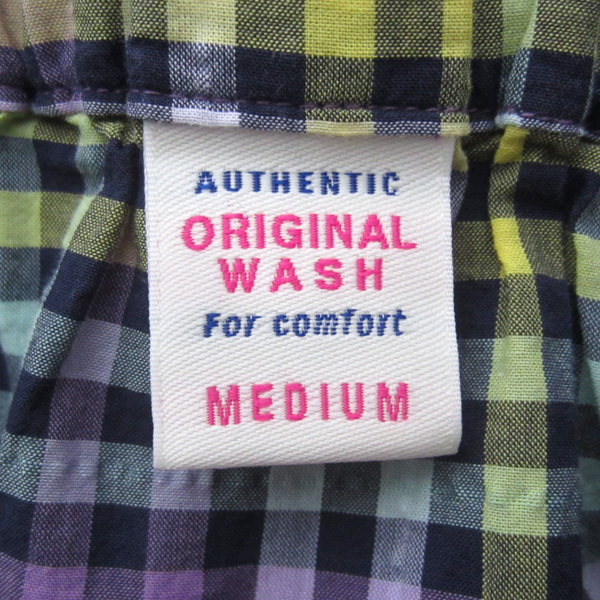 AUTHENTIC
ORIGINAL
WASH
For comfort
MEDIUM